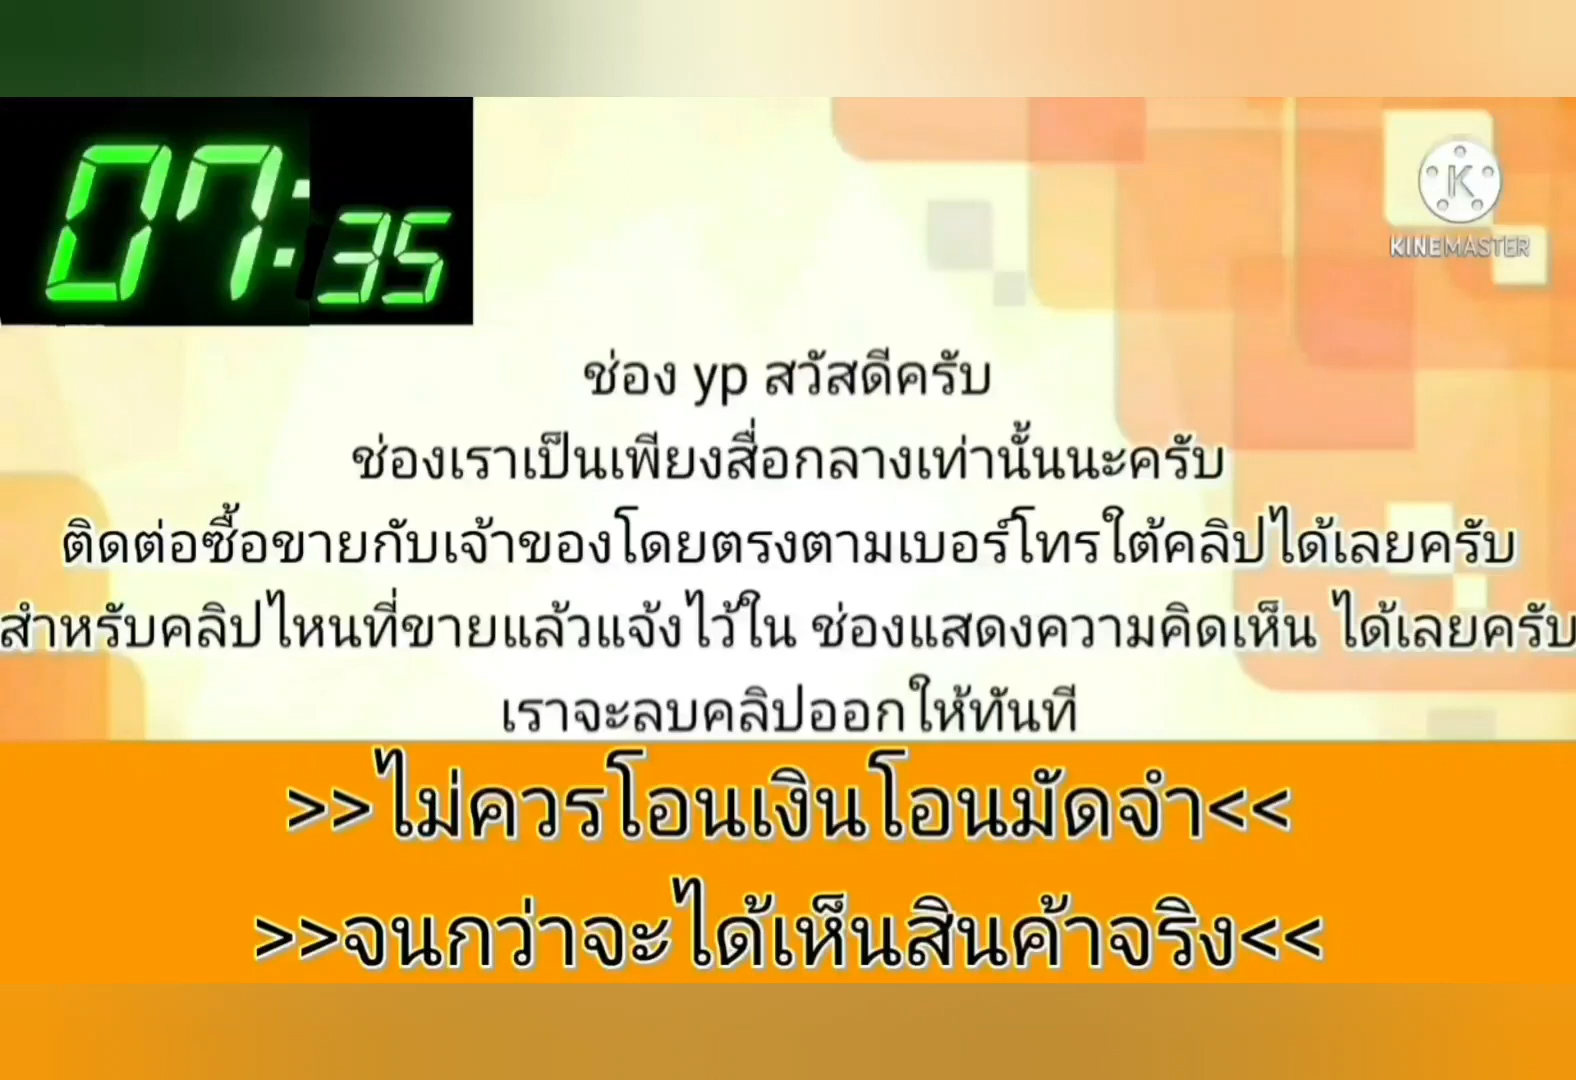 07:35
K
KINEMASTER
ช่อง yp สวัสดีครับ
ช่องเราเป็นเพียงสื่อกลางเท่านั้นนะครับ
ติดต่อซื้อขายกับเจ้าของโดยตรงตามเบอร์โทรใต้คลิปได้เลยครับ
สำหรับคลิปไหนที่ขายแล้วแจ้งไว้ใน ช่องแสดงความคิดเห็น ได้เลยครับ
เราจะลบคลิปออกให้ทันที
>>ไม่ควรโอนเงินโอนมัดจำ<<
>>จนกว่าจะได้เห็นสินค้าจริง<<